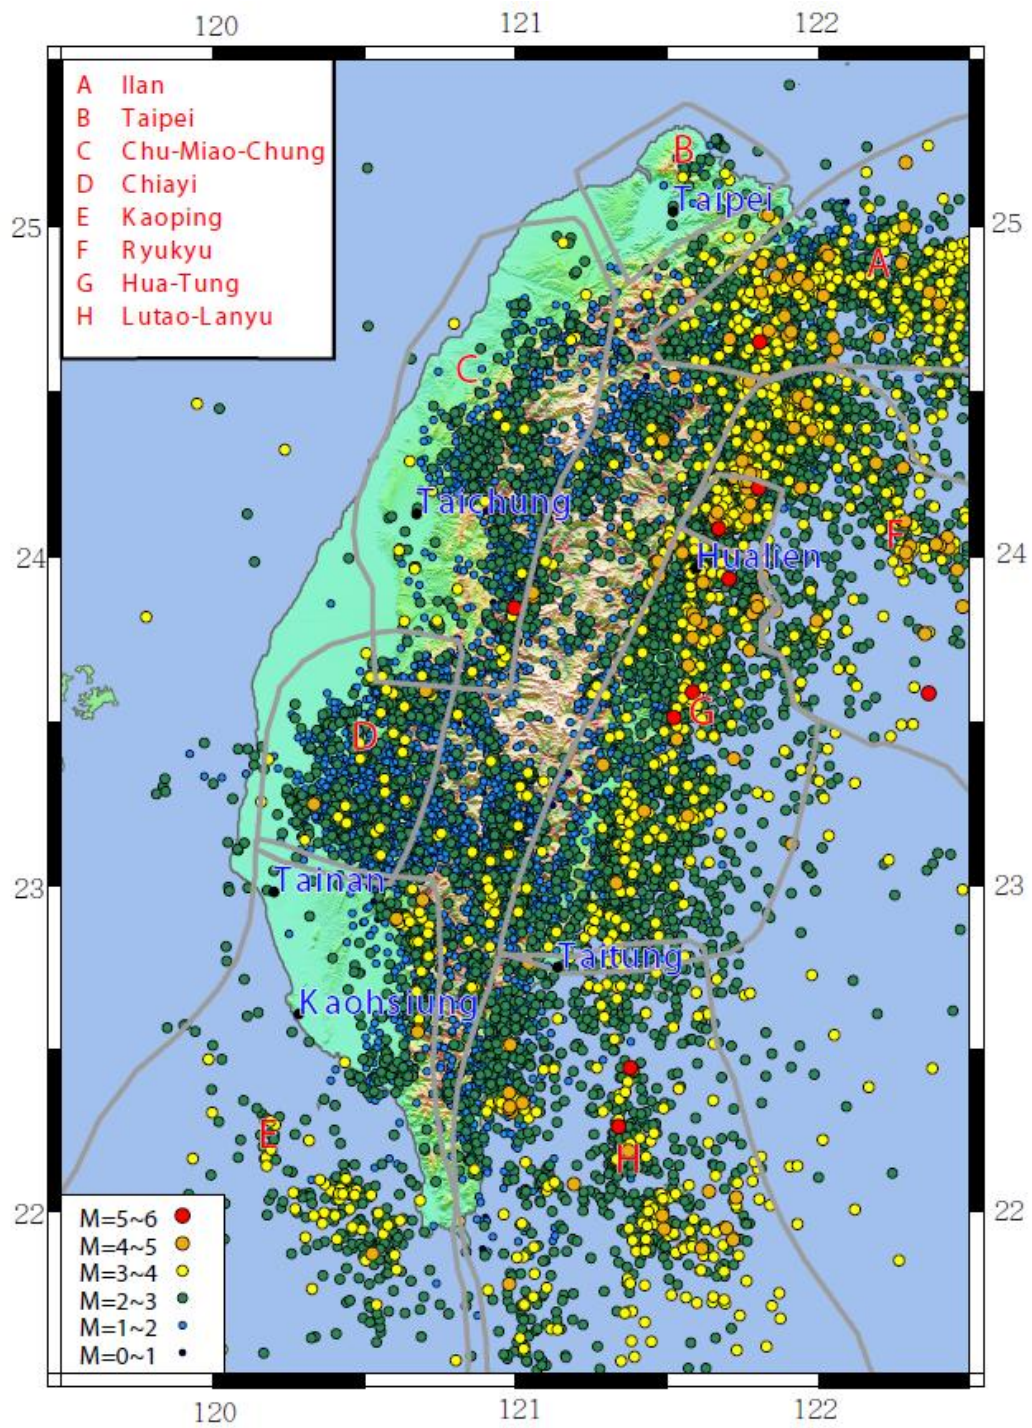 120 121 122
A Ilan
B Taipei
C Chu-Miao-Chung
D Chiayi
E Kaoping
F Ryukyu
G Hua-Tung
H Lutao-Lanyu
B
Taipei
25 25
A
C
Taichung
F
24 24
Hualien
G
D
23 23
Tainan
Taitung
Kaohsiung
E
H
22 22
M=5~6
M=4~5
M=3~4
M=2~3
M=1~2
M=0~1
120 121 122